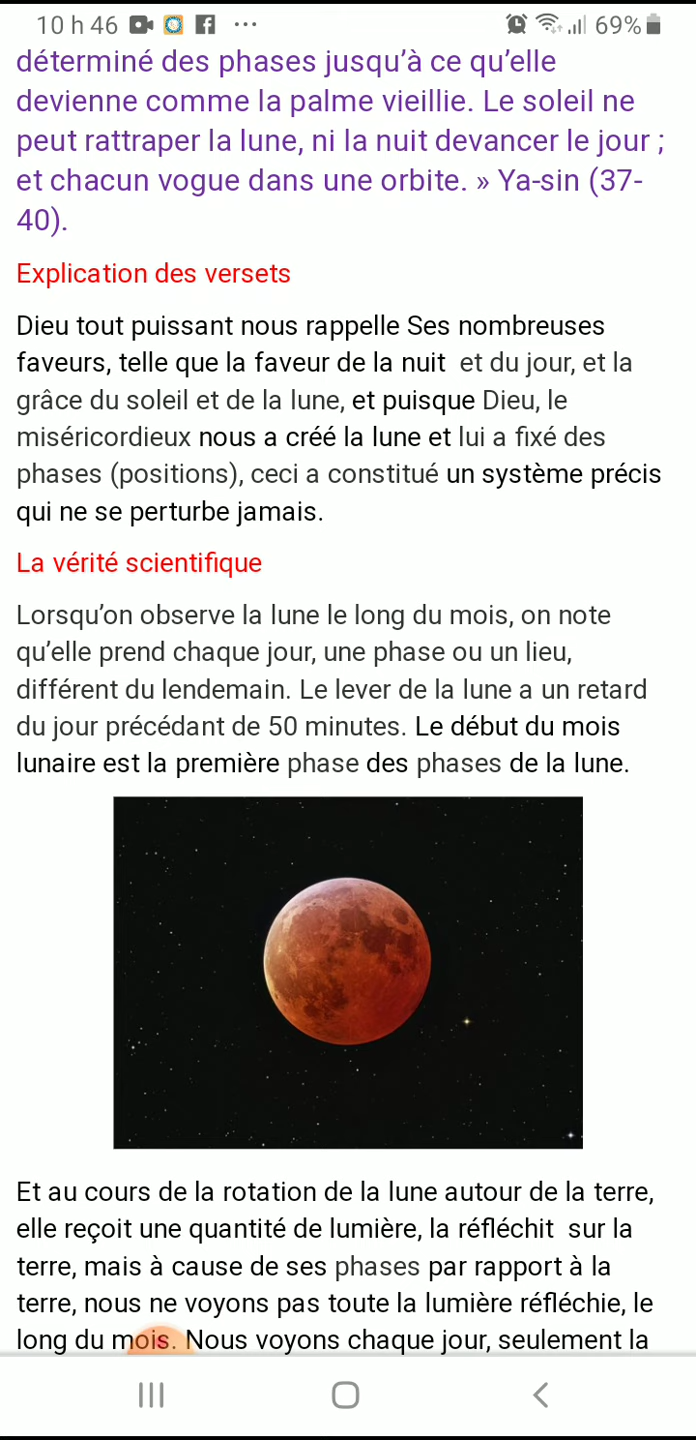 10 h 46 69%
déterminé des phases jusqu'à ce qu'elle
devienne comme la palme vieillie. Le soleil ne
peut rattraper la lune, ni la nuit devancer le jour ;
et chacun vogue dans une orbite. » Ya-sin (37-
40).
Explication des versets
Dieu tout puissant nous rappelle Ses nombreuses
faveurs, telle que la faveur de la nuit  et du jour, et la
grâce du soleil et de la lune, et puisque Dieu, le
miséricordieux nous a créé la lune et lui a fixé des
phases (positions), ceci a constitué un système précis
qui ne se perturbe jamais.
La vérité scientifique
Lorsqu'on observe la lune le long du mois, on note
qu'elle prend chaque jour, une phase ou un lieu,
différent du lendemain. Le lever de la lune a un retard
du jour précédant de 50 minutes. Le début du mois
lunaire est la première phase des phases de la lune.
Et au cours de la rotation de la lune autour de la terre,
elle reçoit une quantité de lumière, la réfléchit  sur la
terre, mais à cause de ses phases par rapport à la
terre, nous ne voyons pas toute la lumière réfléchie, le
long du mois. Nous voyons chaque jour, seulement la